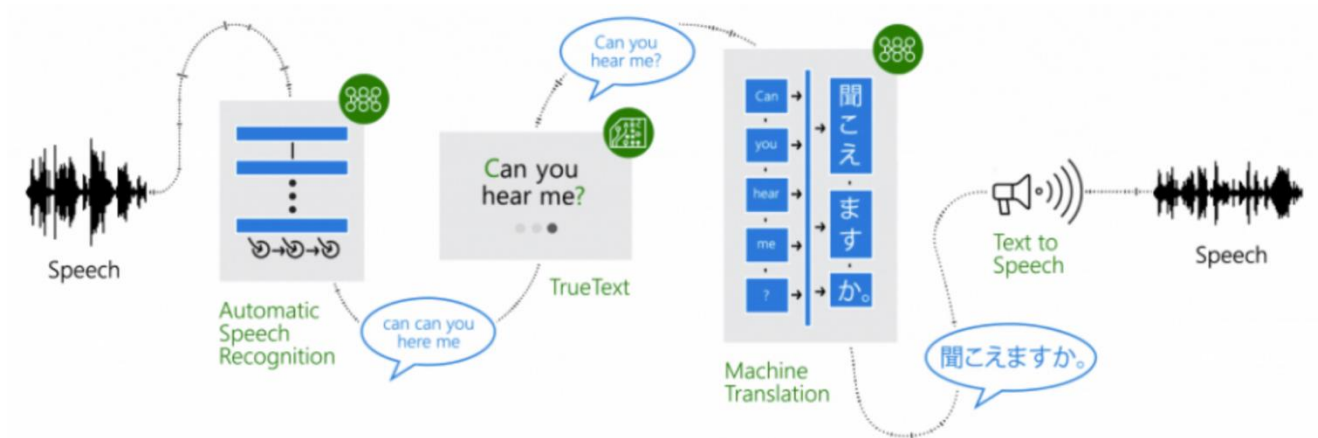 Speech
Automatic
Speech
Recognition
can can you
here me
Can you
hear me?
TrueText
Can you
hear me?
Can
you
hear
me
?
聞こえ
ます
か。
Machine
Translation
聞こえますか。
Text to
Speech
Speech